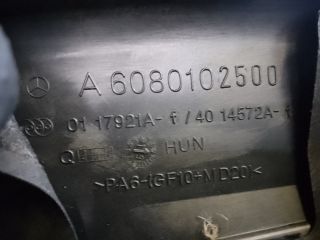 A 6080102500
01 17921A- f / 40 14572A- f
Q HUN
>PA6-(GF10+MD20)<